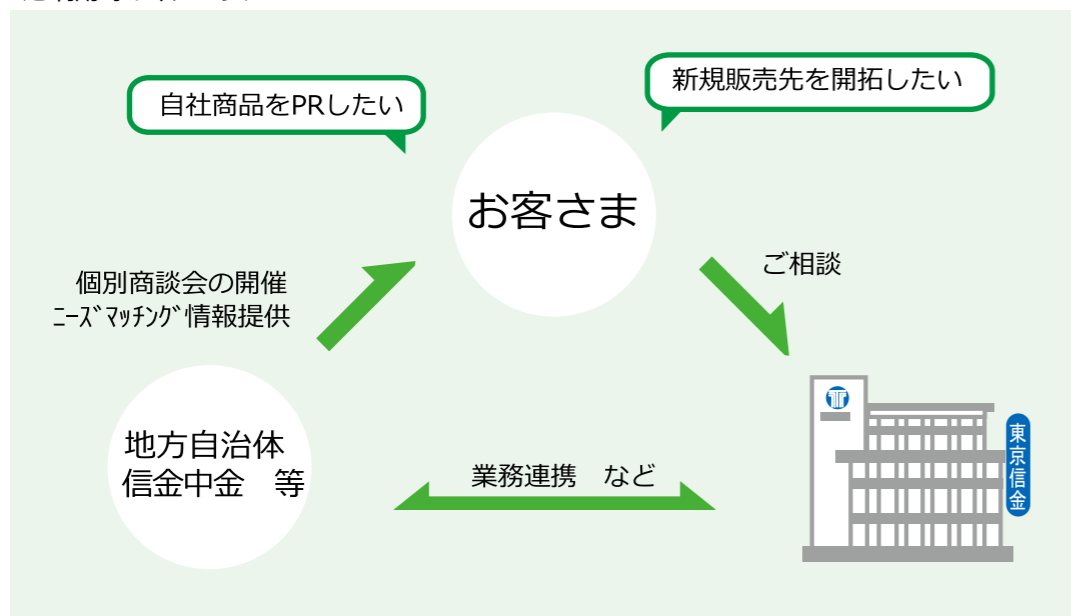 自社商品をPRしたい
新規販売先を開拓したい
お客さま
個別商談会の開催
ﾆｰｽﾞﾏｯﾁﾝｸﾞ情報提供
ご相談
地方自治体
信金中金　等
業務連携　など
東京信金